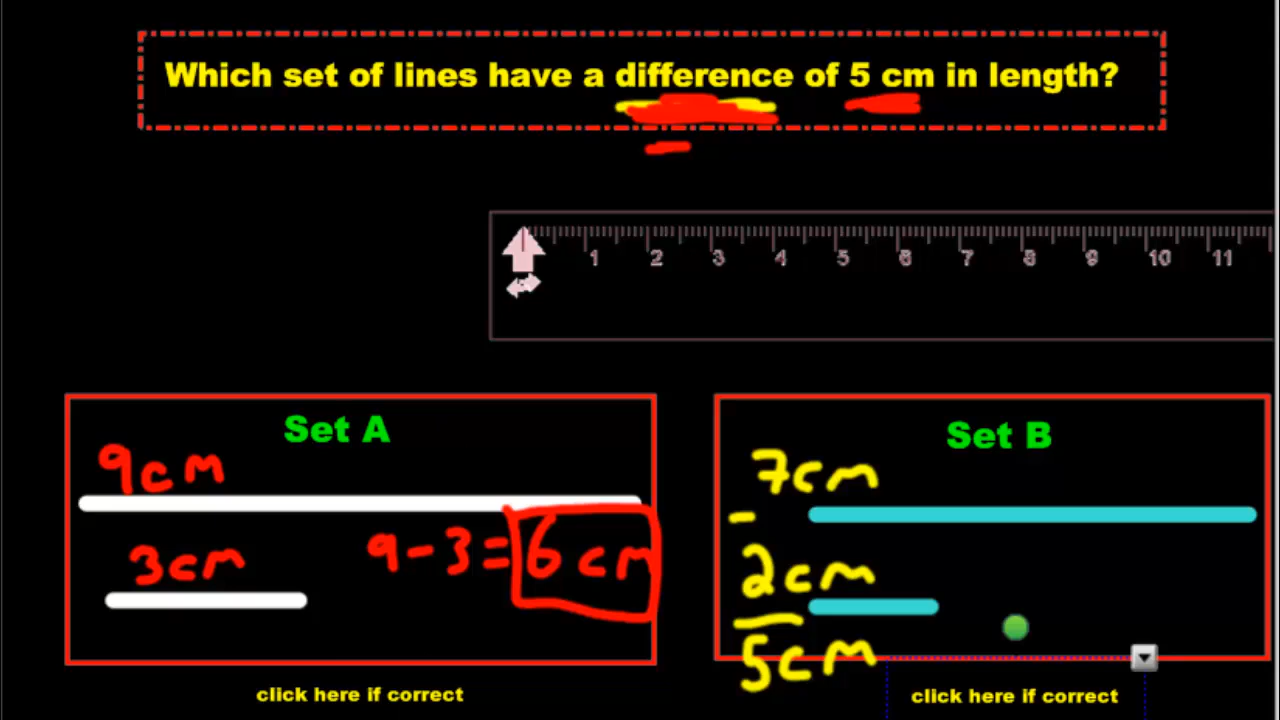 Which set of lines have a difference of 5 cm in length?
1 2 3 4 5 6 7 8 9 10 11
Set A
9cm
3cm
9-3=6cm
click here if correct
Set B
7cm
-
2cm
5cm
click here if correct